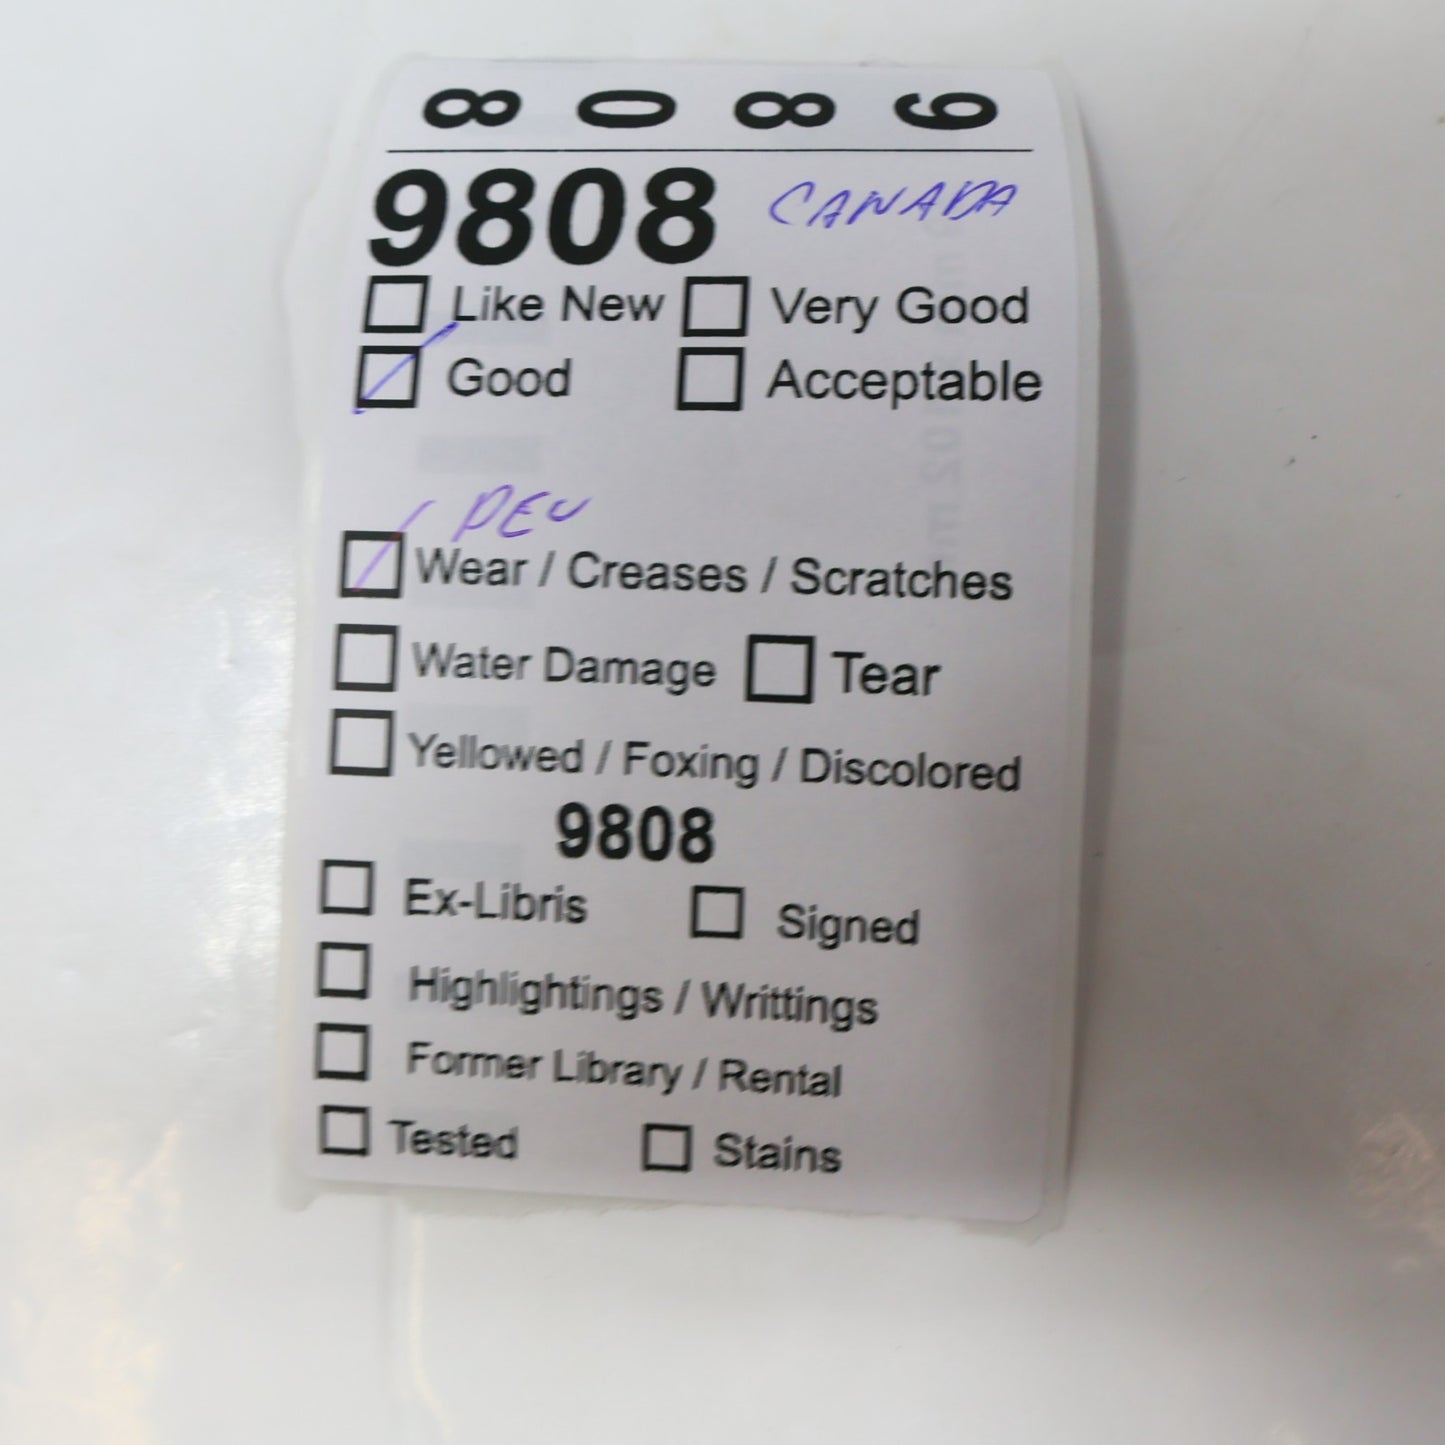 9808
9808 CANADA
Like New Very Good
Good Acceptable
PEU
Wear / Creases / Scratches
Water Damage Tear
Yellowed / Foxing / Discolored
9808
Ex-Libris Signed
Highlightings / Writtings
Former Library / Rental
Tested Stains